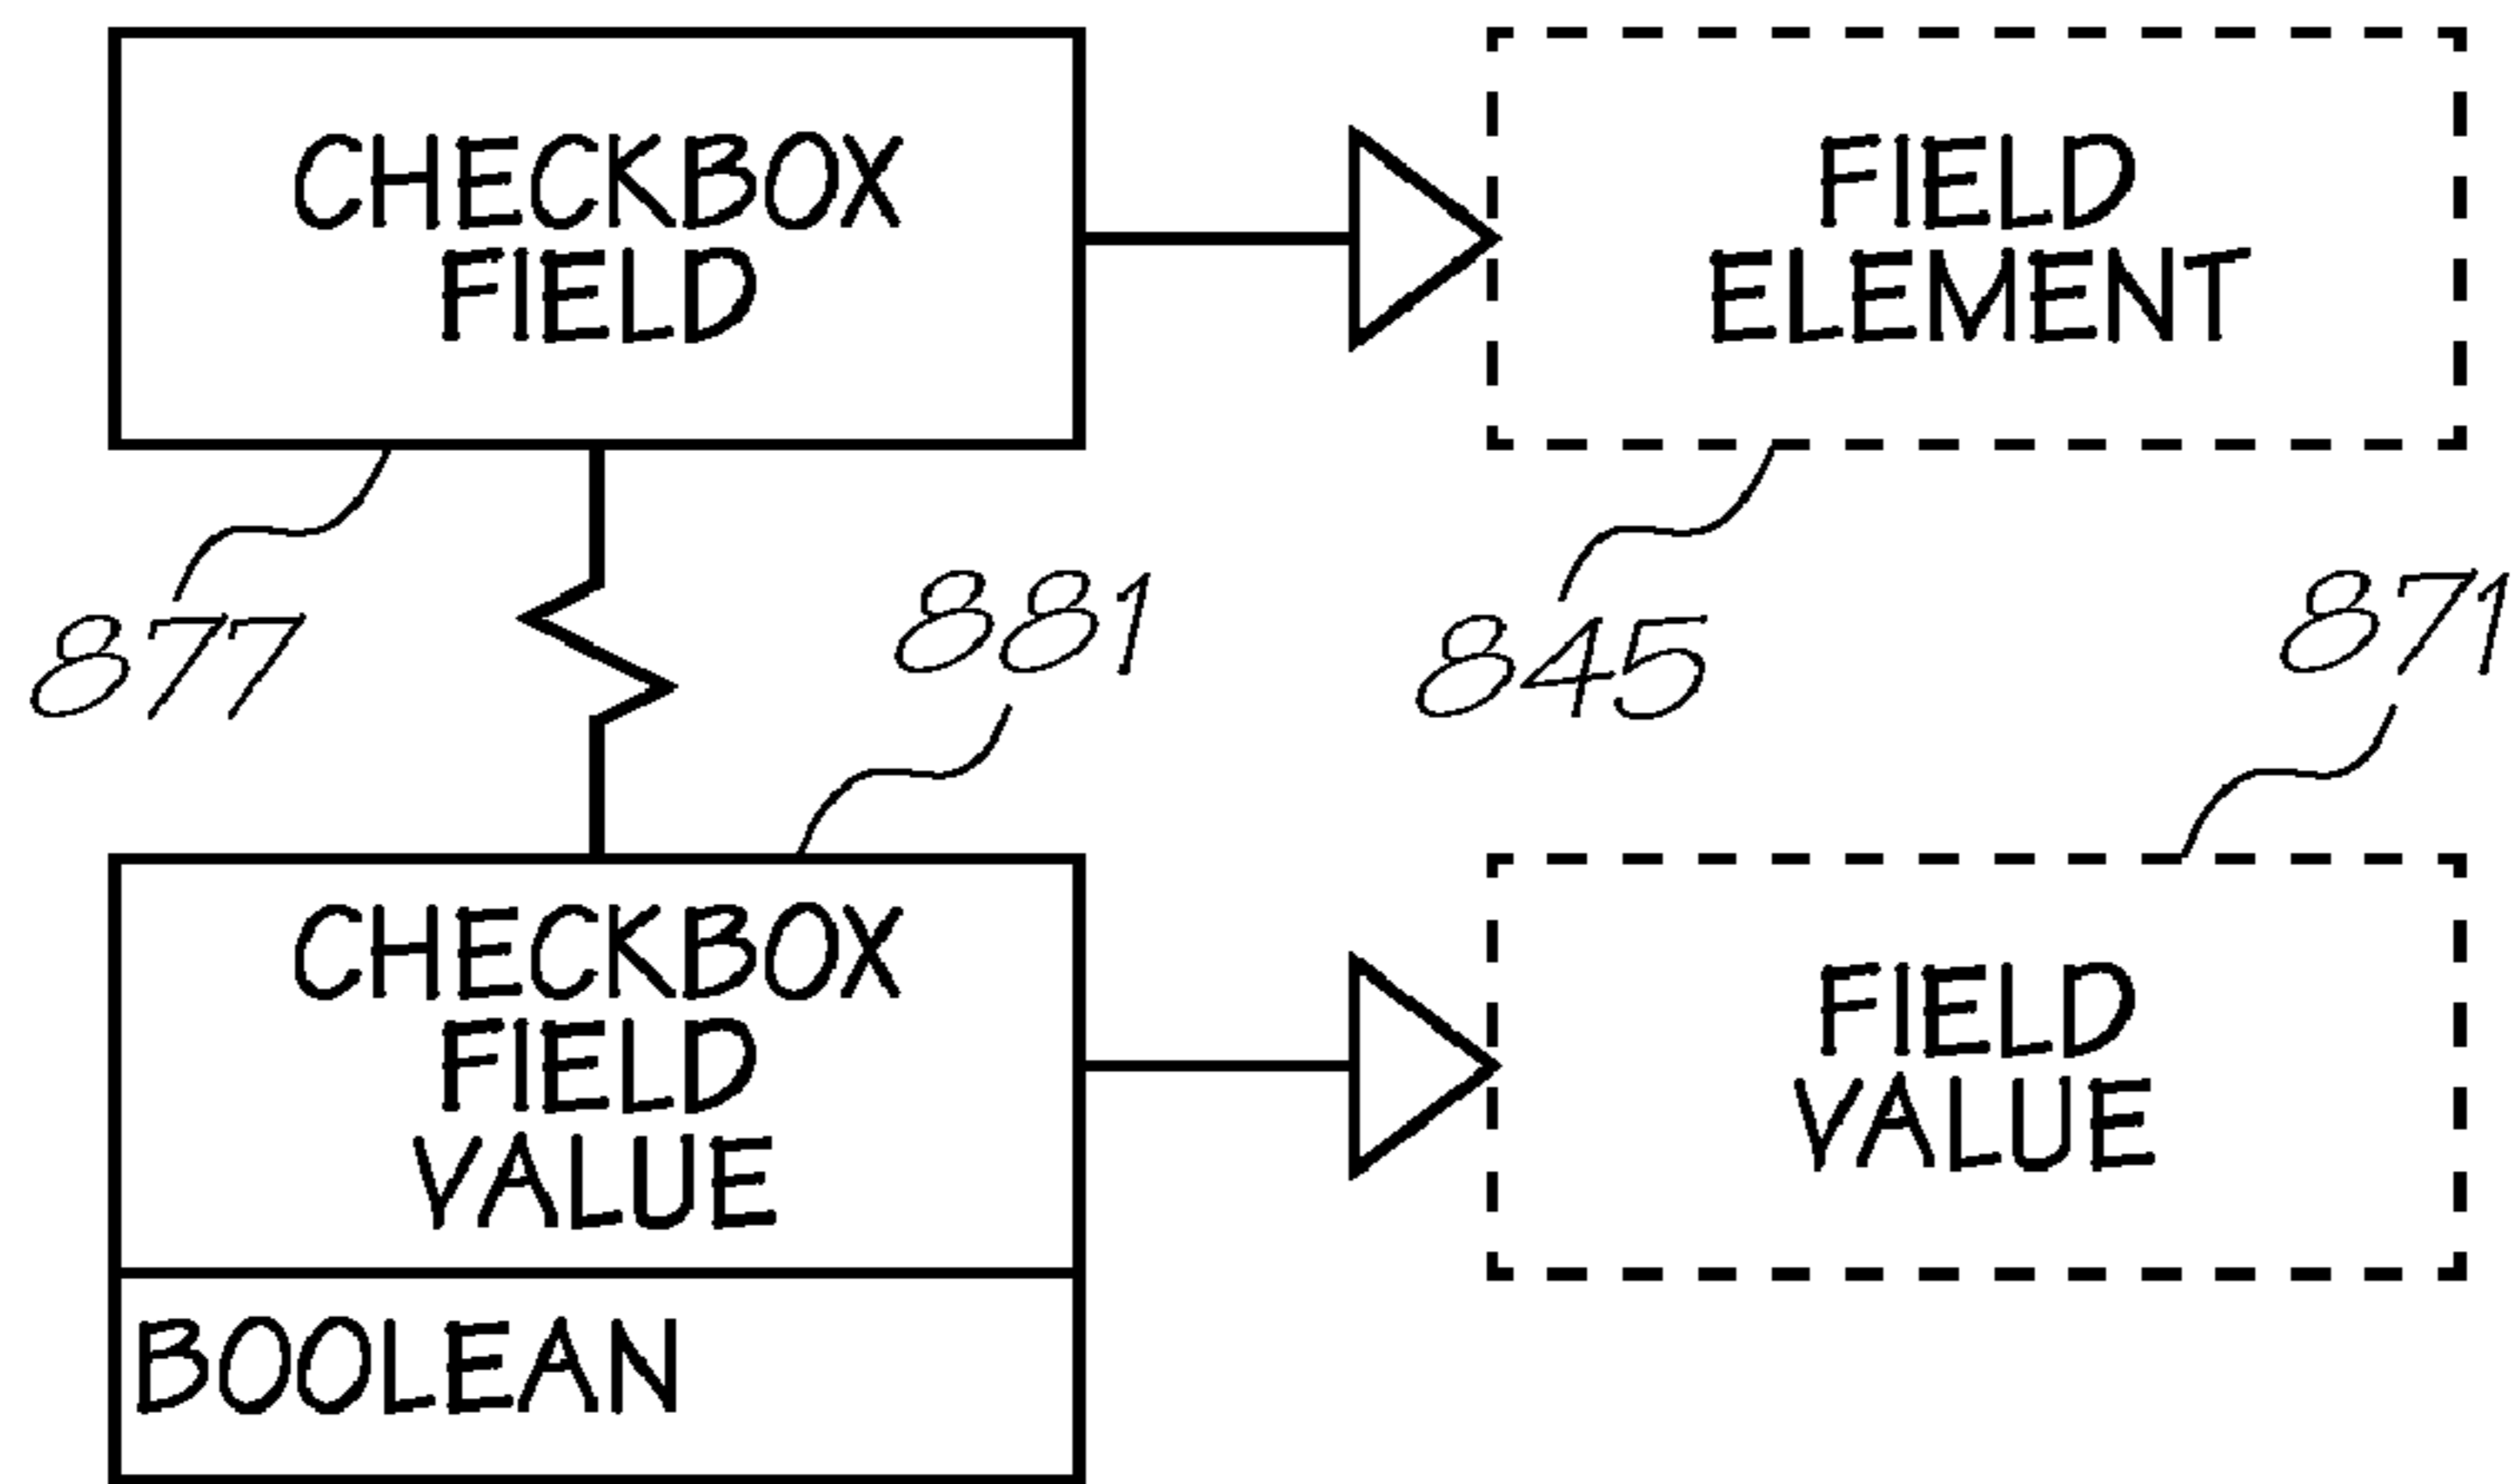 CHECKBOX
FIELD
FIELD
ELEMENT
877
881
845
871
CHECKBOX
FIELD
VALUE
BOOLEAN
FIELD
VALUE